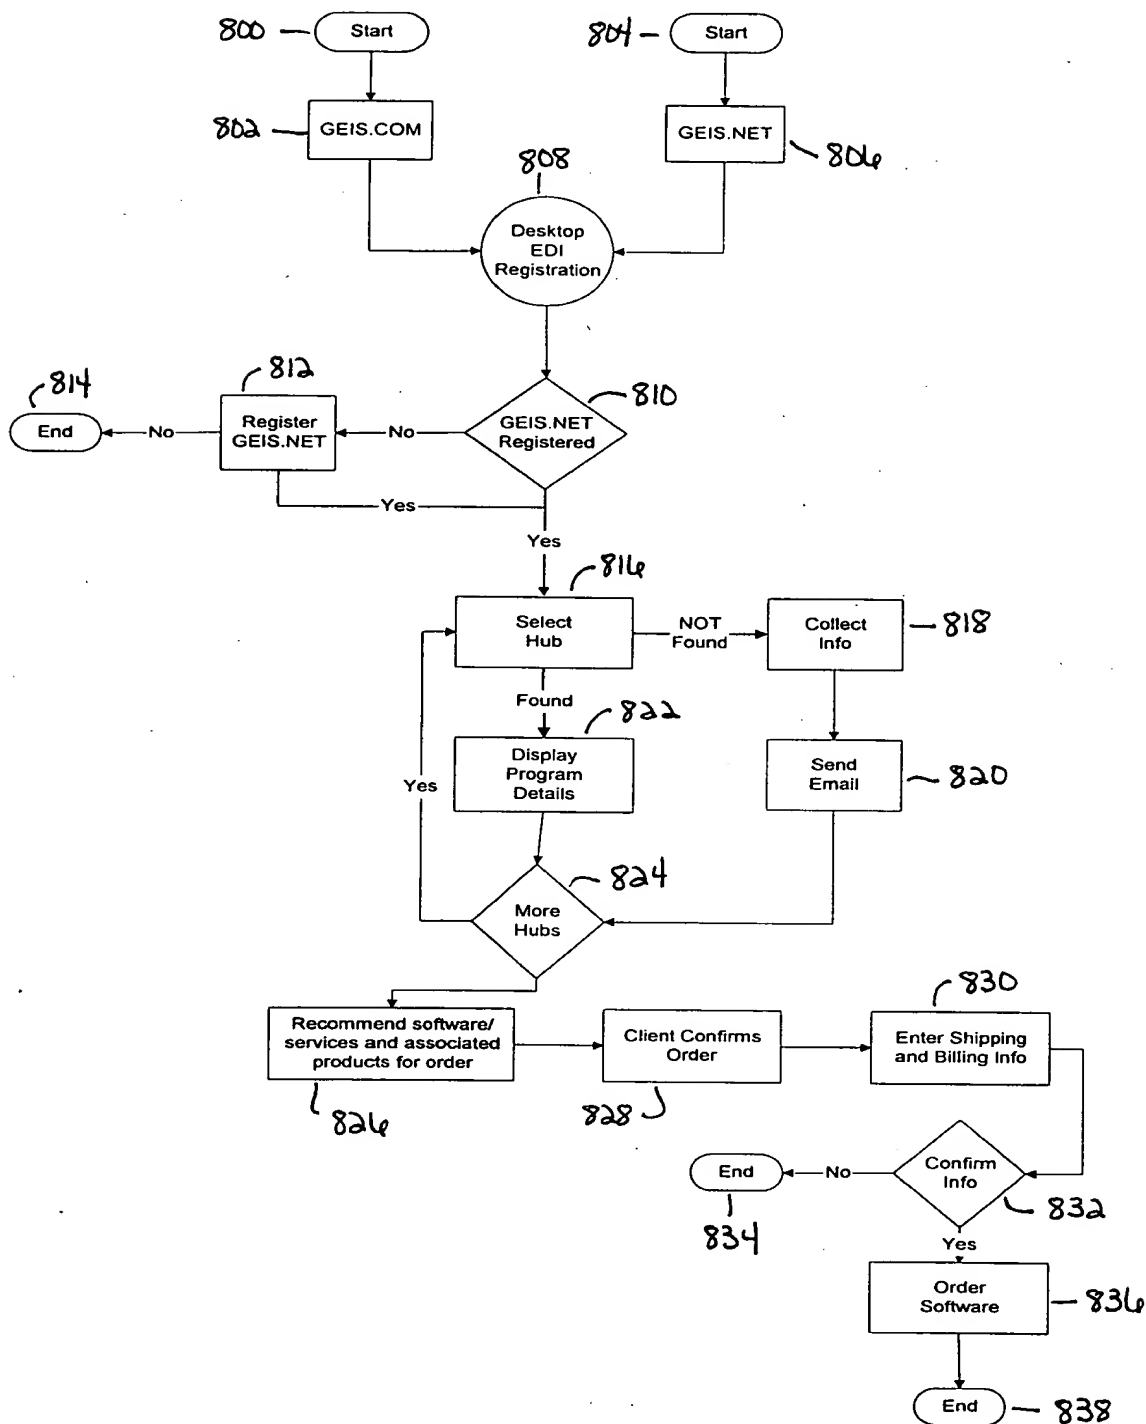 800
Start
804
Start
802
GEIS.COM
GEIS.NET
806
808
Desktop
EDI
Registration
814
End
No
812
Register
GEIS.NET
No
810
GEIS.NET
Registered
Yes
Yes
816
Select
Hub
NOT
Found
Collect
Info
818
Found
822
Display
Program
Details
Yes
Send
Email
820
824
More
Hubs
Recommend software/
services and associated
products for order
826
Client Confirms
Order
828
830
Enter Shipping
and Billing Info
End
834
No
Confirm
Info
832
Yes
Order
Software
836
End
838